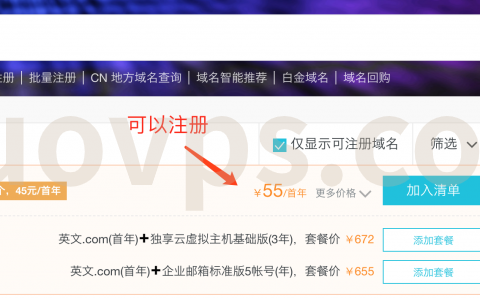 注册 | 批量注册 | CN 地方域名查询 | 域名智能推荐 | 白金域名 | 域名回购
可以注册
仅显示可注册域名 筛选
个，45元/首年
¥55/首年 更多价格 加入清单
英文.com(首年)+独享云虚拟主机基础版(3年)，套餐价 ¥672 添加套餐
英文.com(首年)+企业邮箱标准版5帐号(年)，套餐价 ¥655 添加套餐
uovps.co